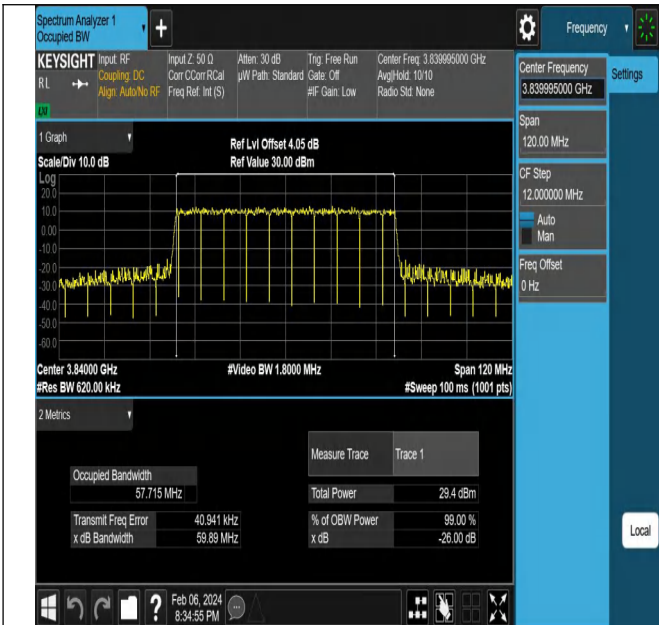 Spectrum Analyzer 1
Occupied BW
Frequency
KEYSIGHT
RL
LXI
Input: RF
Coupling: DC
Align: Auto/No RF
Input Z: 50 Ω
Corr CCorr RCal
Freq Ref: Int (S)
Atten: 30 dB
µW Path: Standard
Trig: Free Run
Gate: Off
#IF Gain: Low
Center Freq: 3.839995000 GHz
Avg|Hold: 10/10
Radio Std: None
Center Frequency
3.839995000 GHz
Settings
Span
120.00 MHz
CF Step
12.000000 MHz
Auto
Man
Freq Offset
0 Hz
1 Graph
Scale/Div 10.0 dB
Ref Lvl Offset 4.05 dB
Ref Value 30.00 dBm
Log
20.0
10.0
0.00
-10.0
-20.0
-30.0
-40.0
-50.0
-60.0
Center 3.84000 GHz
#Video BW 1.8000 MHz
Span 120 MHz
#Res BW 620.00 kHz
#Sweep 100 ms (1001 pts)
2 Metrics
Measure Trace Trace 1
Occupied Bandwidth
57.715 MHz
Total Power 29.4 dBm
Transmit Freq Error 40.941 kHz
% of OBW Power 99.00 %
x dB Bandwidth 59.89 MHz
x dB -26.00 dB
Local
?
Feb 06, 2024
8:34:55 PM